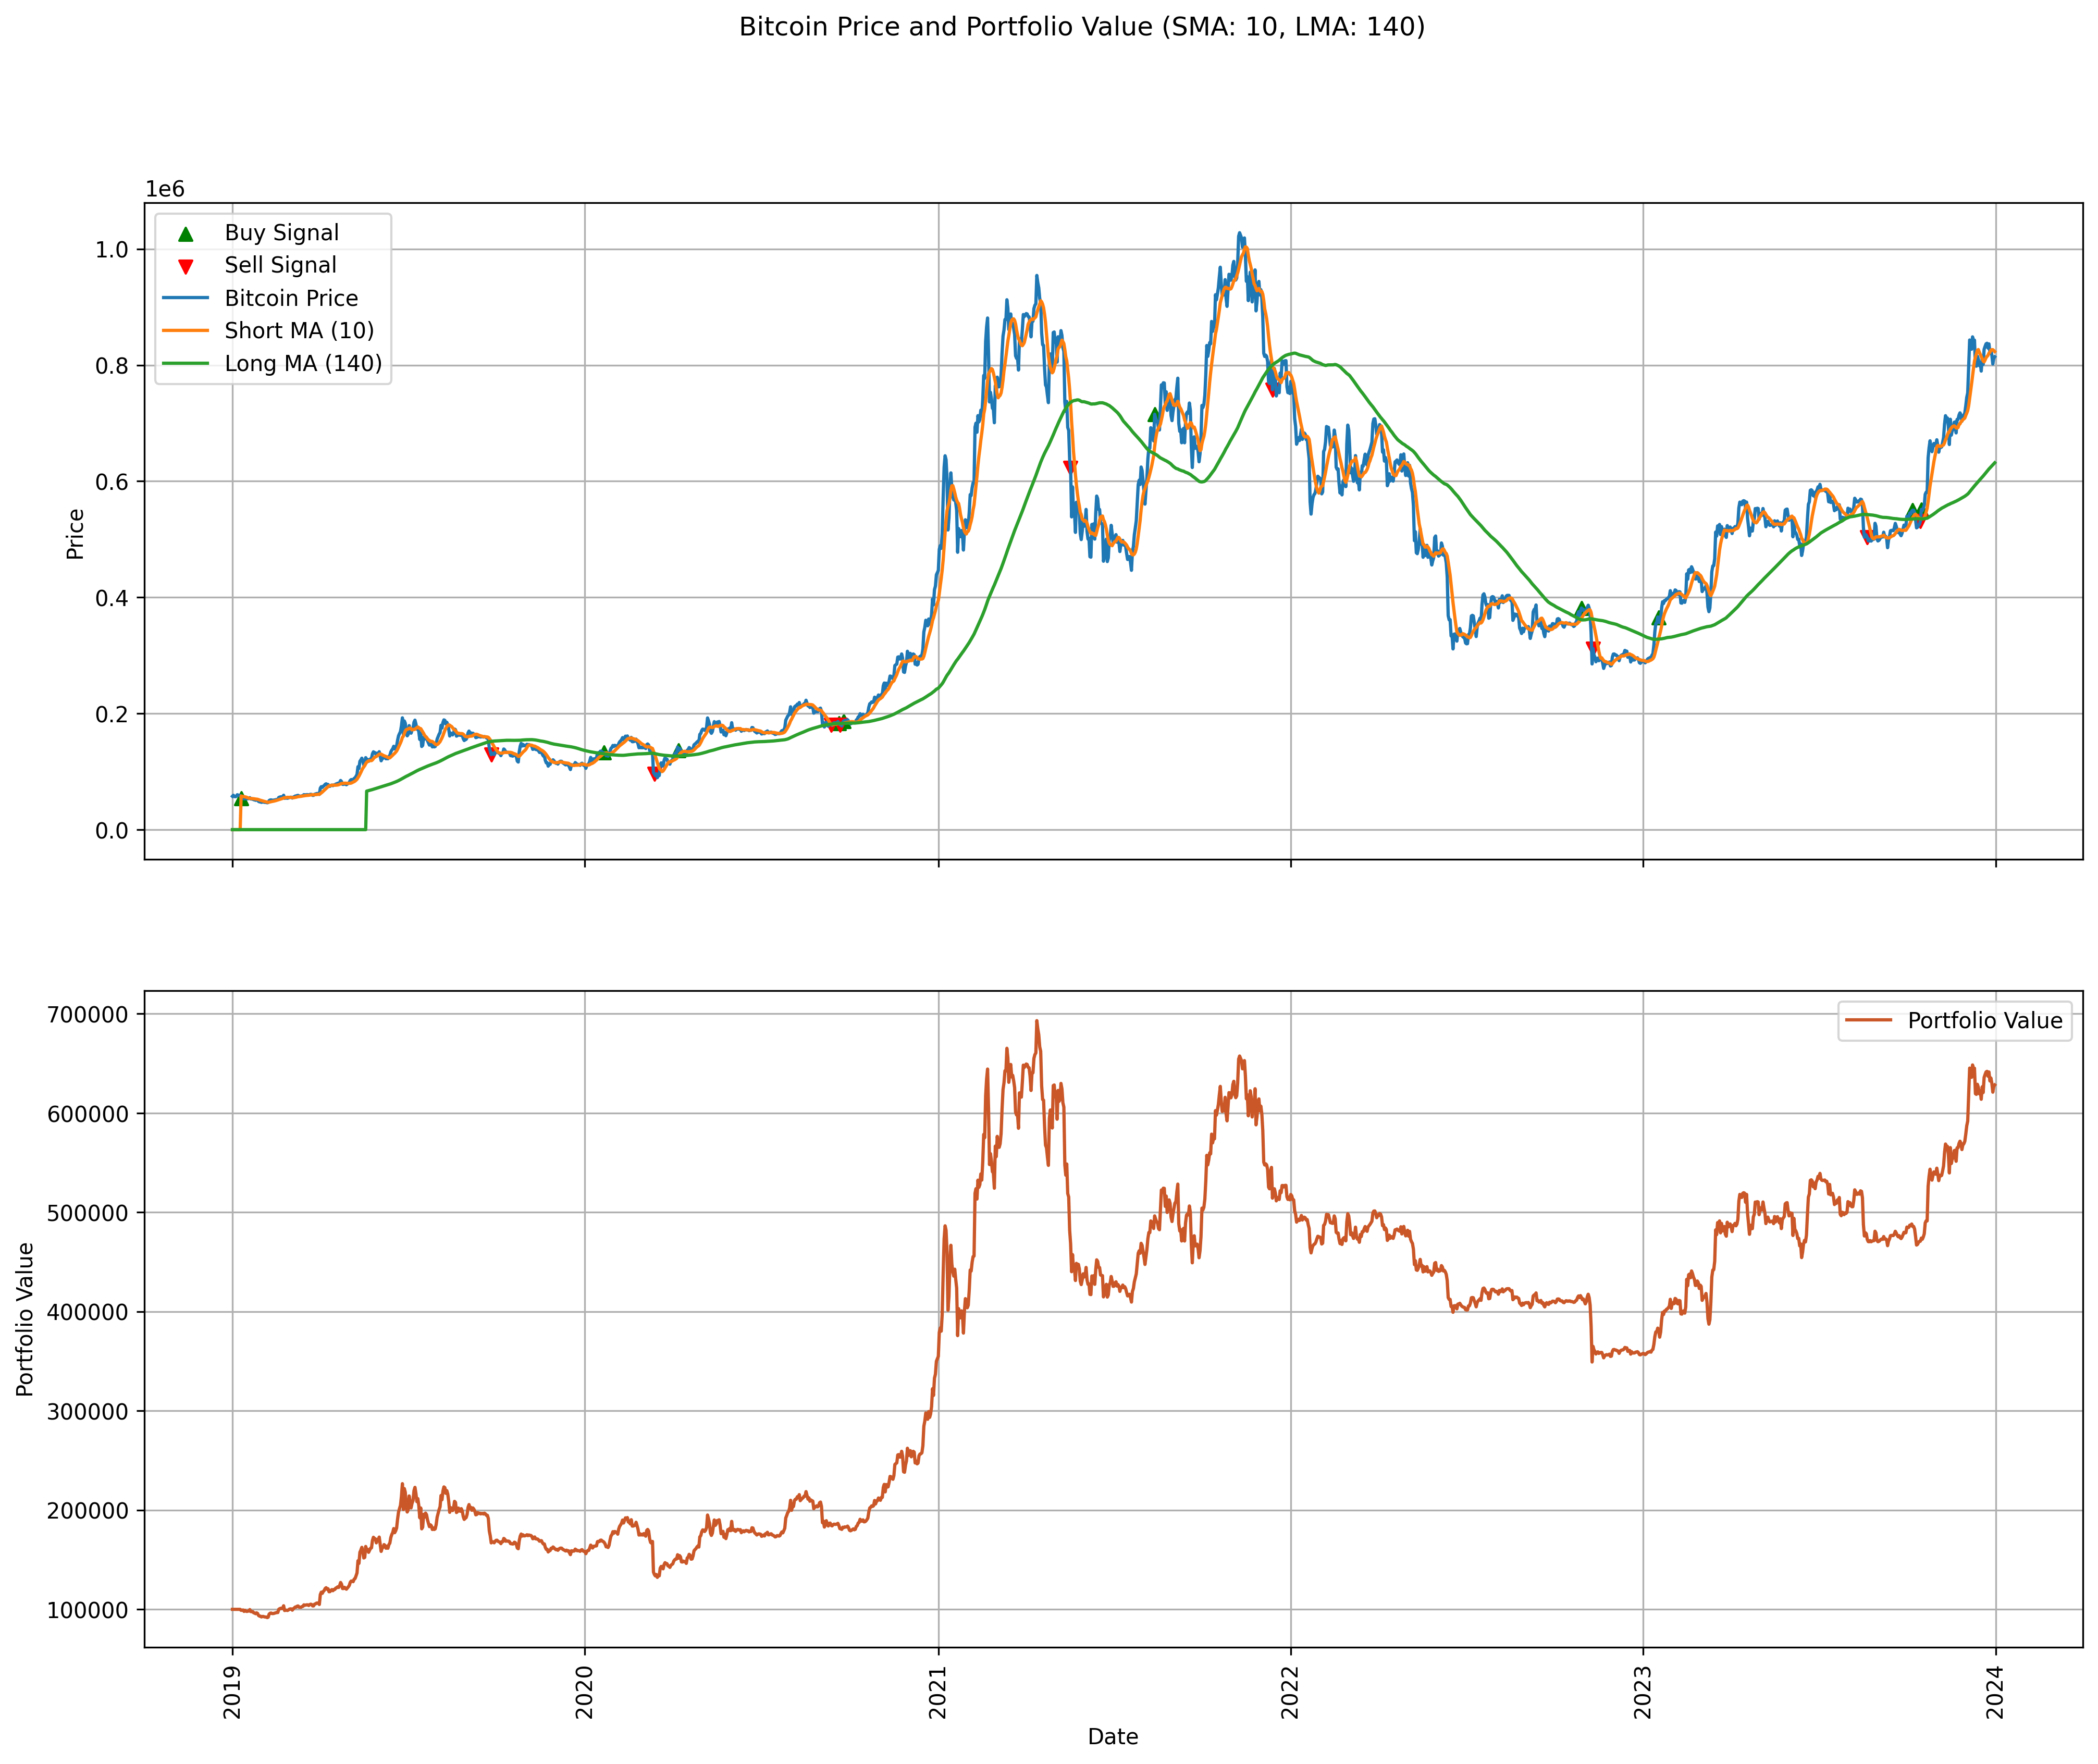 Bitcoin Price and Portfolio Value (SMA: 10, LMA: 140)
1e6
Buy Signal
Sell Signal
Bitcoin Price
Short MA (10)
Long MA (140)
1.0
0.8
0.6
0.4
0.2
0.0
Price
Portfolio Value
700000
600000
500000
400000
300000
200000
100000
Portfolio Value
2019
2020
2021
2022
2023
2024
Date